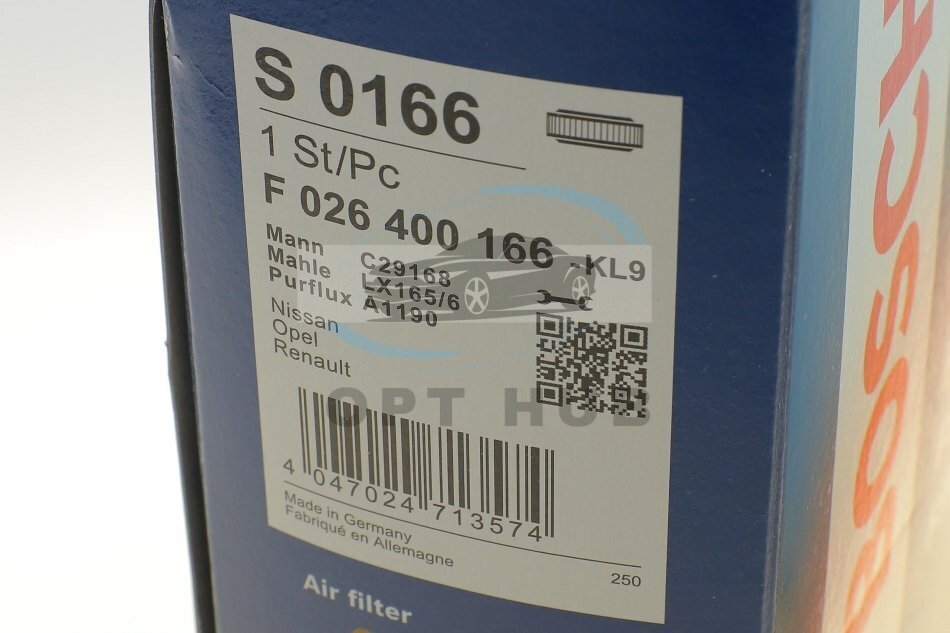 S 0166
1 St/Pc
F 026 400 166 -KL9
Mann C29168
Mahle LX165/6
Purflux A1190
Nissan
Opel
Renault
OPT HUB
4 047024 713574
Made in Germany
Fabriqué en Allemagne
250
Air filter
BOSCH